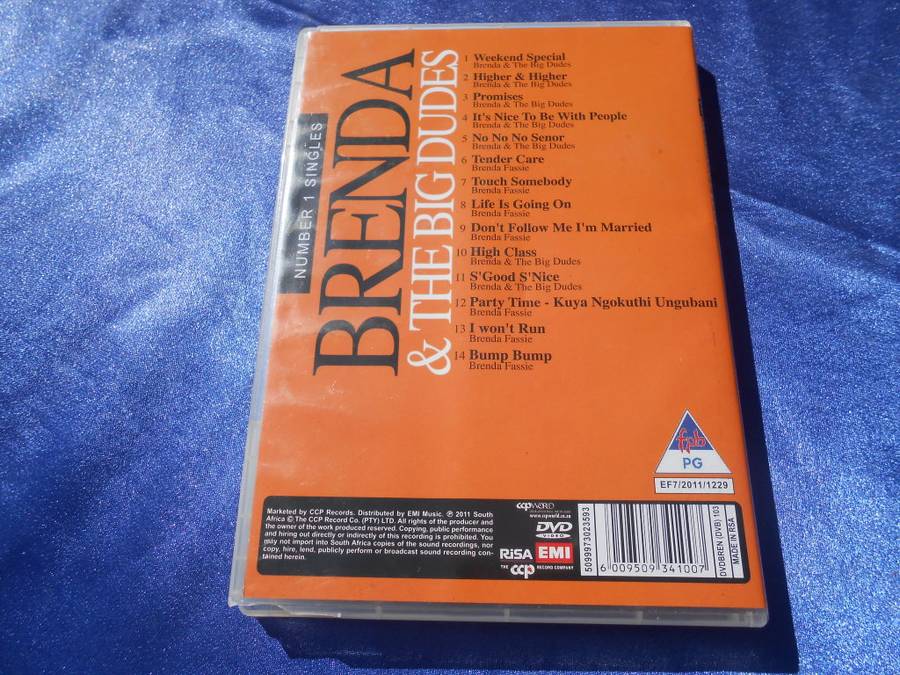 NUMBER 1 SINGLES
BRENDA
& THE BIG DUDES
1 Weekend Special
Brenda & The Big Dudes
2 Higher & Higher
Brenda & The Big Dudes
3 Promises
Brenda & The Big Dudes
4 It's Nice To Be With People
Brenda & The Big Dudes
5 No No No Senor
Brenda & The Big Dudes
6 Tender Care
Brenda Fassie
7 Touch Somebody
Brenda Fassie
8 Life Is Going On
Brenda Fassie
9 Don't Follow Me I'm Married
Brenda Fassie
10 High Class
Brenda & The Big Dudes
11 S'Good S'Nice
Brenda & The Big Dudes
12 Party Time - Kuya Ngokuthi Ungubani
Brenda Fassie
13 I won't Run
Brenda Fassie
14 Bump Bump
Brenda Fassie
fpb
PG
EF7/2011/1229
Marketed by CCP Records. Distributed by EMI Music. ℗ 2011 South
Africa © The CCP Record Co. (PTY) LTD. All rights of the producer and
the owner of the work produced reserved. Copying, public performance
and hiring out directly or indirectly of this recording is prohibited. You
may not import into South Africa copies of the sound recordings, nor
copy, hire, lend, publicly perform or broadcast sound recording con-
tained herein.
ccpWORLD
www.ccpworld.co.za
DVD
VIDEO
RiSA EMI
THE ccp RECORD COMPANY
5099973023593
6 009509 341007
DVDBREN (DVB) 103
MADE IN RSA